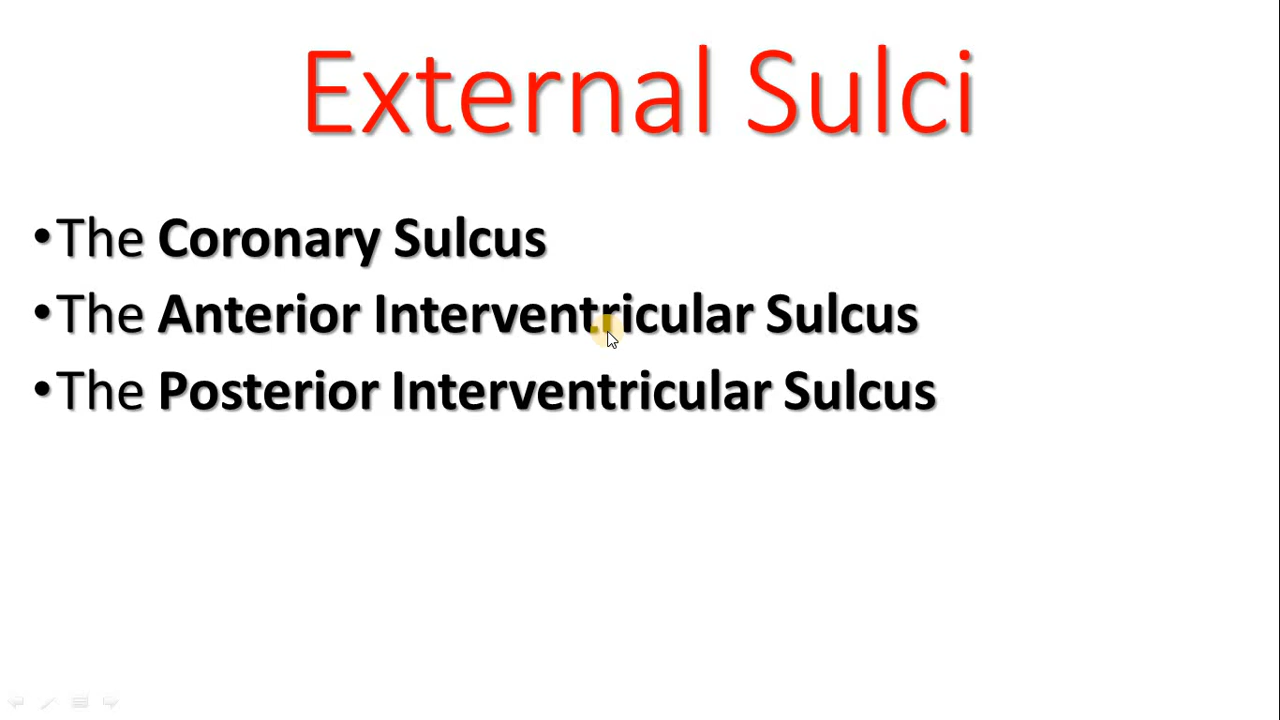 External Sulci
•The Coronary Sulcus
•The Anterior Interventricular Sulcus
•The Posterior Interventricular Sulcus